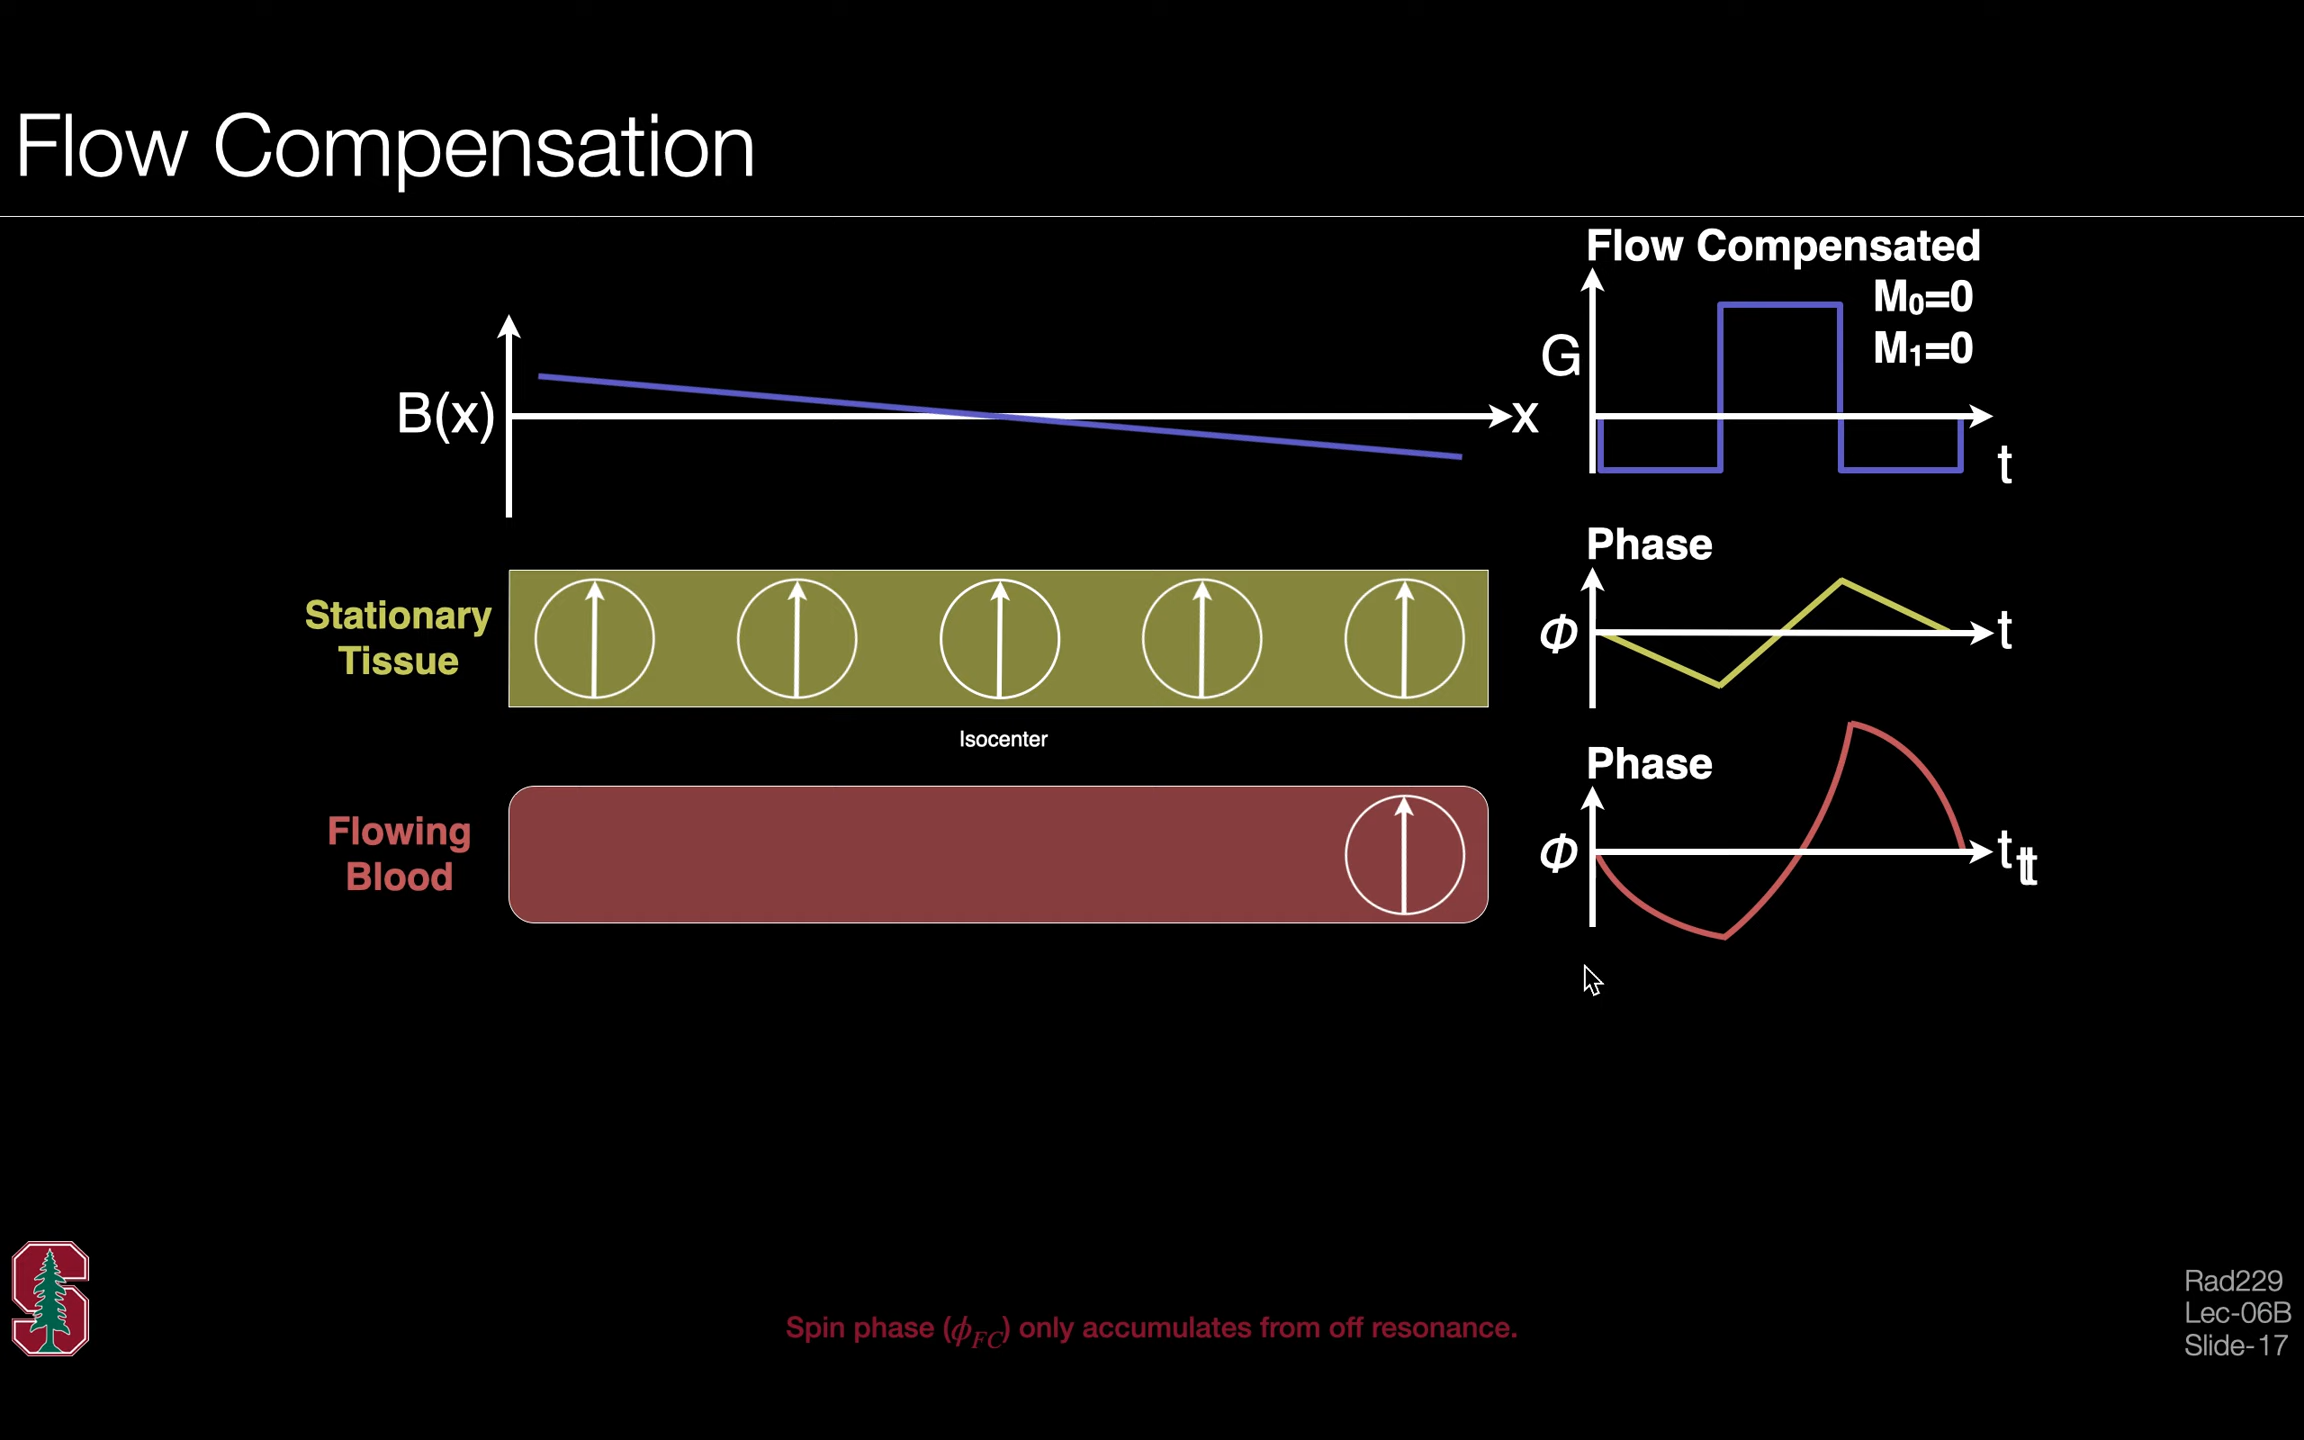 Flow Compensation
Flow Compensated
M₀=0
M₁=0
G
t
B(x)
x
Phase
Φ
t
Stationary
Tissue
Isocenter
Phase
Φ
t
tt
Flowing
Blood
Spin phase (ϕ_FC) only accumulates from off resonance.
Rad229
Lec-06B
Slide-17